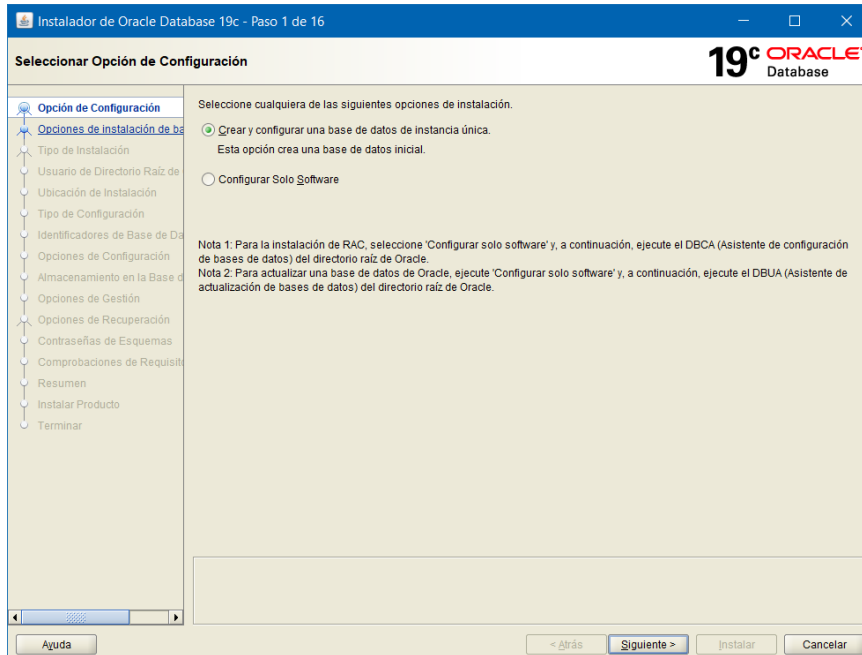 Instalador de Oracle Database 19c - Paso 1 de 16
Seleccionar Opción de Configuración
19c ORACLE
Database
Opción de Configuración
Opciones de instalación de ba
Tipo de Instalación
Usuario de Directorio Raíz de
Ubicación de Instalación
Tipo de Configuración
Identificadores de Base de Da
Opciones de Configuración
Almacenamiento en la Base d
Opciones de Gestión
Opciones de Recuperación
Contraseñas de Esquemas
Comprobaciones de Requisito
Resumen
Instalar Producto
Terminar
Seleccione cualquiera de las siguientes opciones de instalación.
Crear y configurar una base de datos de instancia única.
Esta opción crea una base de datos inicial.
Configurar Solo Software
Nota 1: Para la instalación de RAC, seleccione 'Configurar solo software' y, a continuación, ejecute el DBCA (Asistente de configuración
de bases de datos) del directorio raíz de Oracle.
Nota 2: Para actualizar una base de datos de Oracle, ejecute 'Configurar solo software' y, a continuación, ejecute el DBUA (Asistente de
actualización de bases de datos) del directorio raíz de Oracle.
Ayuda
< Atrás
Siguiente >
Instalar
Cancelar